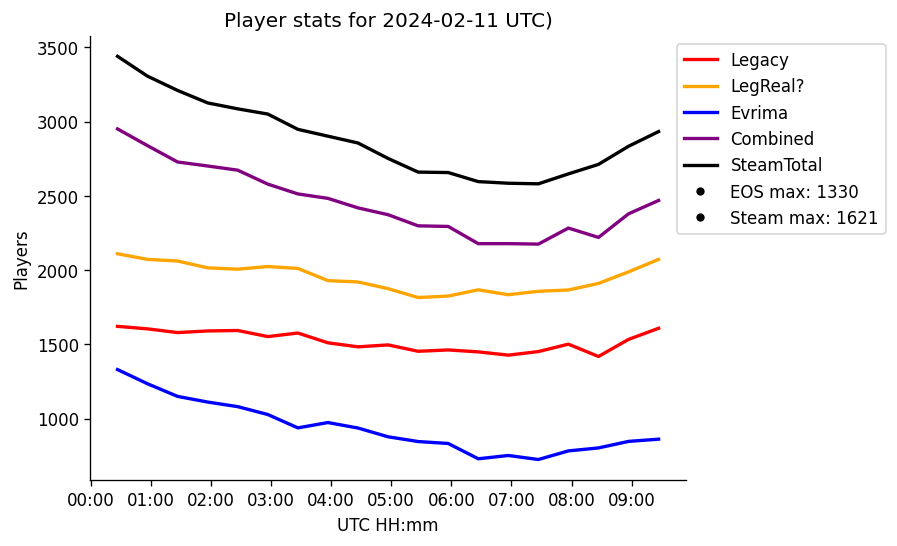 Player stats for 2024-02-11 UTC)
3500
3000
2500
2000
1500
1000
Players
00:00 01:00 02:00 03:00 04:00 05:00 06:00 07:00 08:00 09:00
UTC HH:mm
Legacy
LegReal?
Evrima
Combined
SteamTotal
EOS max: 1330
Steam max: 1621